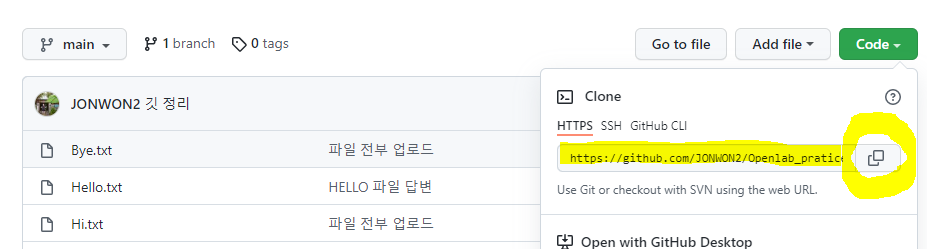 main 1 branch 0 tags Go to file Add file Code
JONWON2 깃 정리
Bye.txt 파일 전부 업로드
Hello.txt HELLO 파일 답변
Hi.txt 파일 전부 업로드
Clone
HTTPS SSH GitHub CLI
https://github.com/JONWON2/Openlab_pratice
Use Git or checkout with SVN using the web URL.
Open with GitHub Desktop